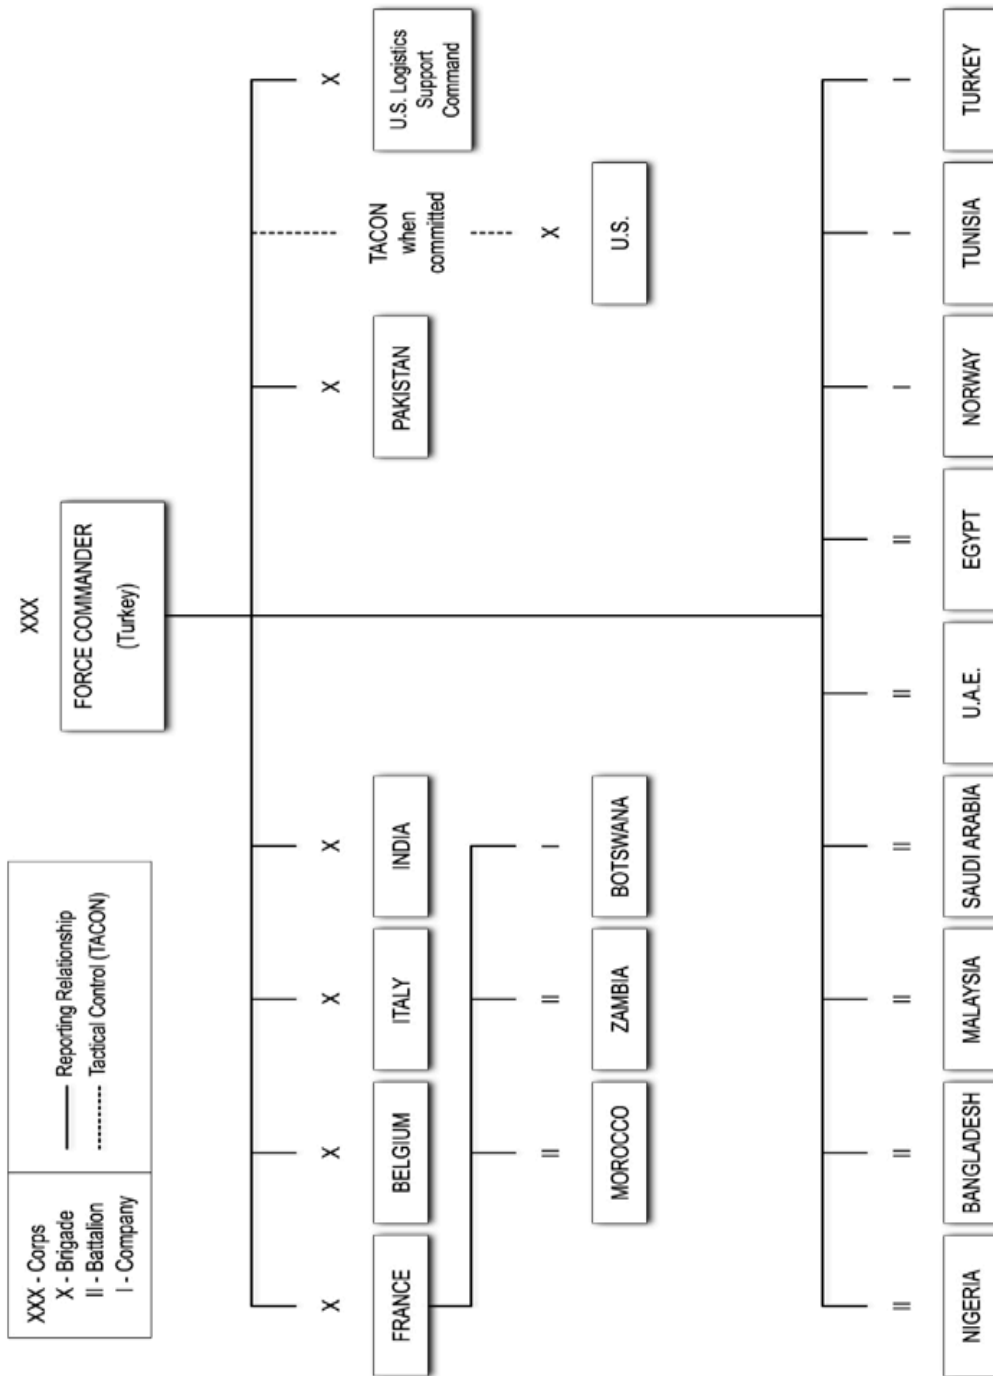 XXX - Corps
X - Brigade
II - Battalion
I - Company
Reporting Relationship
Tactical Control (TACON)
XXX
FORCE COMMANDER
(Turkey)
X
X
X
X
X
X
FRANCE
BELGIUM
ITALY
INDIA
PAKISTAN
TACON
when
committed
U.S. Logistics
Support
Command
II
II
I
X
MOROCCO
ZAMBIA
BOTSWANA
U.S.
II
II
II
II
II
II
I
I
I
NIGERIA
BANGLADESH
MALAYSIA
SAUDI ARABIA
U.A.E.
EGYPT
NORWAY
TUNISIA
TURKEY